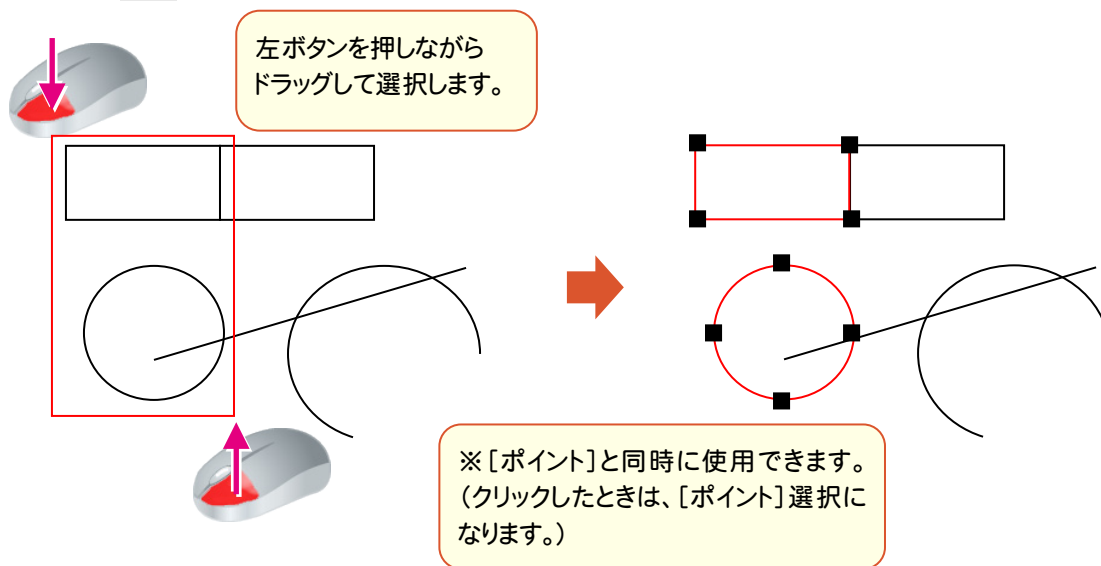 左ボタンを押しながら
ドラッグして選択します。
※[ポイント]と同時に使用できます。
(クリックしたときは、[ポイント]選択に
なります。)